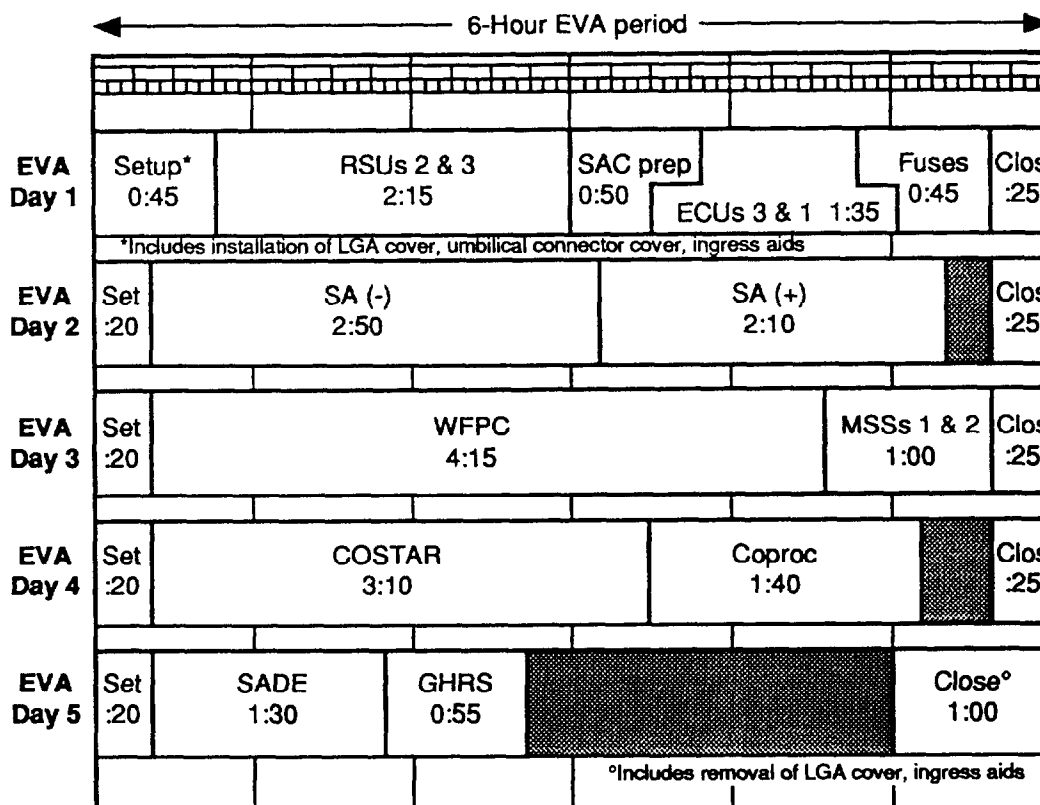 6-Hour EVA period
EVA
Day 1
Setup*
0:45
RSUs 2 & 3
2:15
SAC prep
0:50
ECUs 3 & 1 1:35
Fuses
0:45
Clos
:25
*Includes installation of LGA cover, umbilical connector cover, ingress aids
EVA
Day 2
Set
:20
SA (-)
2:50
SA (+)
2:10
Clos
:25
EVA
Day 3
Set
:20
WFPC
4:15
MSSs 1 & 2
1:00
Clos
:25
EVA
Day 4
Set
:20
COSTAR
3:10
Coproc
1:40
Clos
:25
EVA
Day 5
Set
:20
SADE
1:30
GHRS
0:55
Close°
1:00
°Includes removal of LGA cover, ingress aids